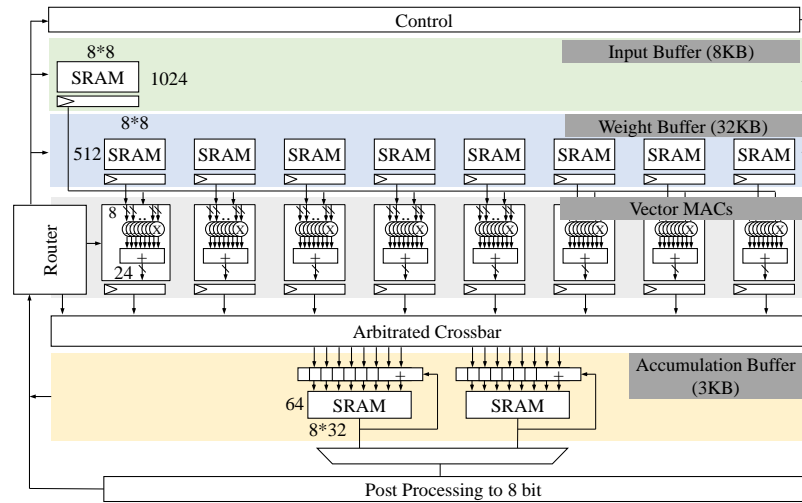 Control
8*8
Input Buffer (8KB)
SRAM
1024
8*8
Weight Buffer (32KB)
512
SRAM
SRAM
SRAM
SRAM
SRAM
SRAM
SRAM
SRAM
Vector MACs
8
.. X
.. X
.. X
.. X
.. X
X
X
X
Router
+
+
+
+
+
+
+
+
24
Arbitrated Crossbar
Accumulation Buffer
(3KB)
+
+
64
SRAM
SRAM
8*32
Post Processing to 8 bit